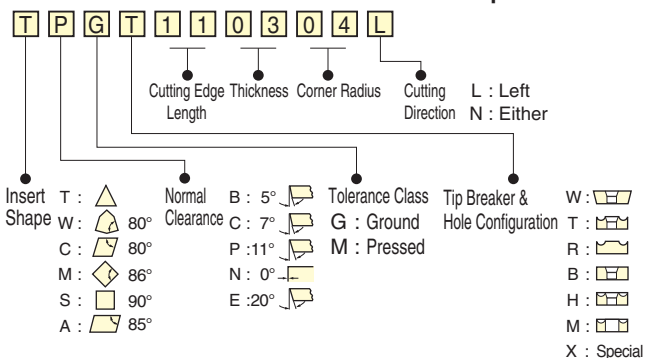 T P G T 1 1 0 3 0 4 L
Cutting Edge Length
Thickness
Corner Radius
Cutting Direction
L : Left
N : Either
Insert Shape
T :
W : 80°
C : 80°
M : 86°
S : 90°
A : 85°
Normal Clearance
B : 5°
C : 7°
P :11°
N : 0°
E :20°
Tolerance Class
G : Ground
M : Pressed
Tip Breaker &
Hole Configuration
W :
T :
R :
B :
H :
M :
X : Special